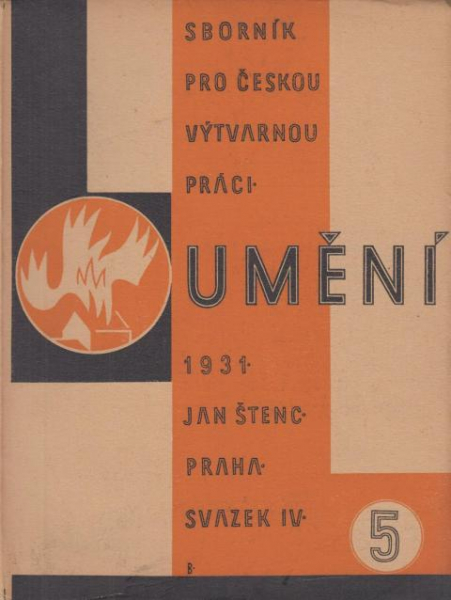 SBORNÍK
PRO ČESKOU
VÝTVARNOU
PRÁCI·
UMĚNÍ
1931·
JAN ŠTENC·
PRAHA·
SVAZEK IV·
5
B·